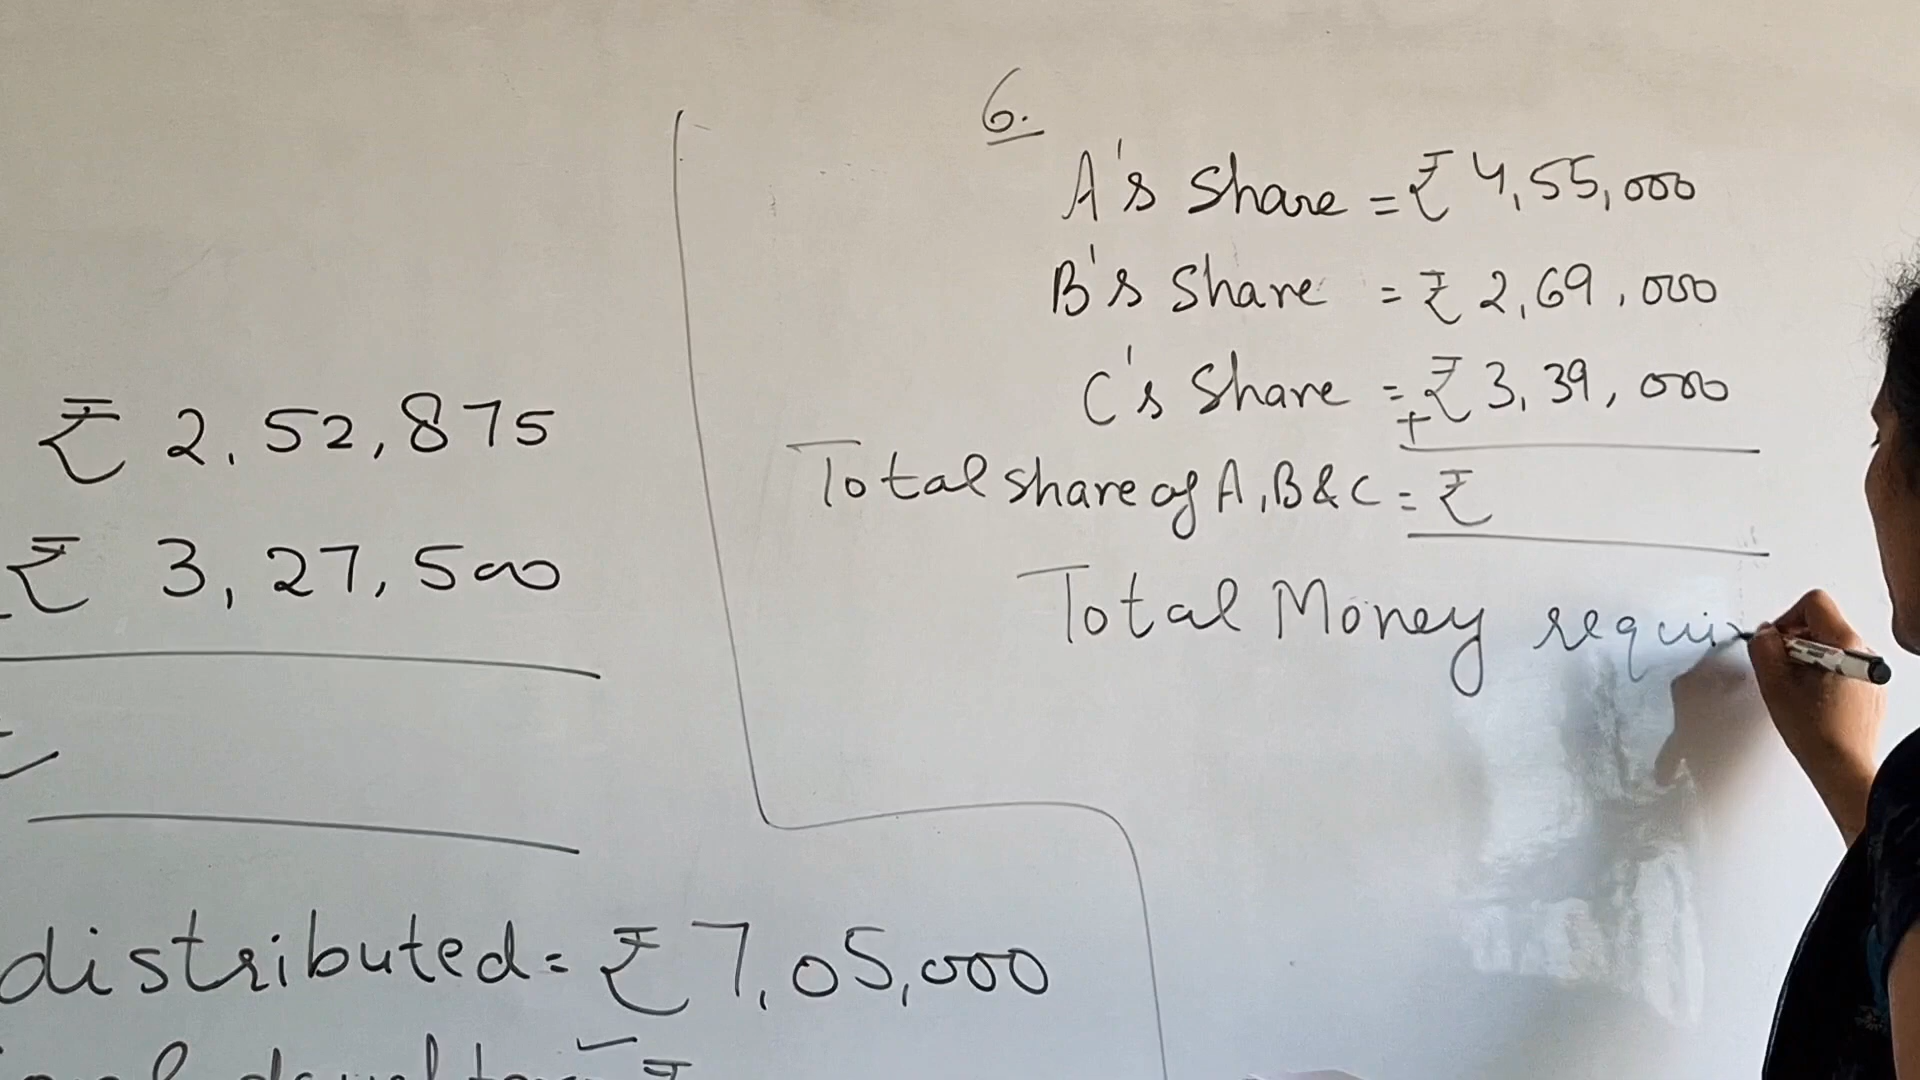 ₹ 2,52,875
₹ 3,27,500
distributed = ₹ 7,05,000
6.
A's Share = ₹ 4,55,000
B's Share = ₹ 2,69,000
C's Share = ₹ 3,39,000
+
Total share of A, B & C = ₹
Total Money requi